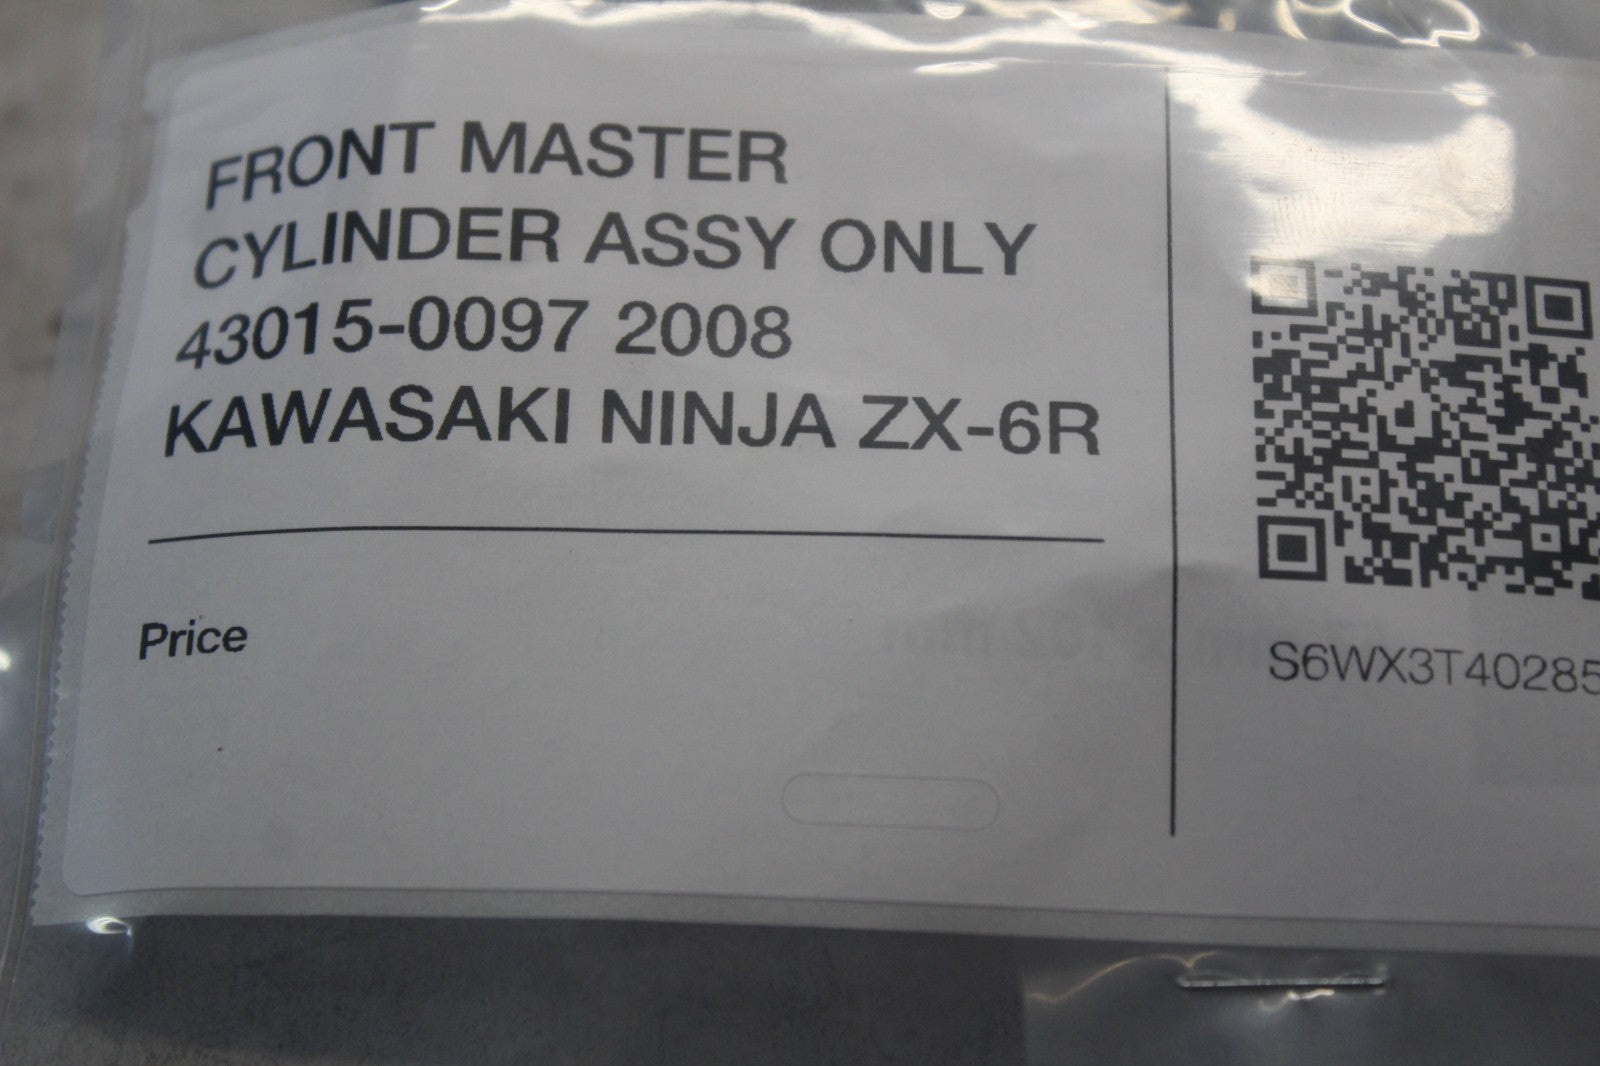 FRONT MASTER
CYLINDER ASSY ONLY
43015-0097 2008
KAWASAKI NINJA ZX-6R
Price
S6WX3T40285